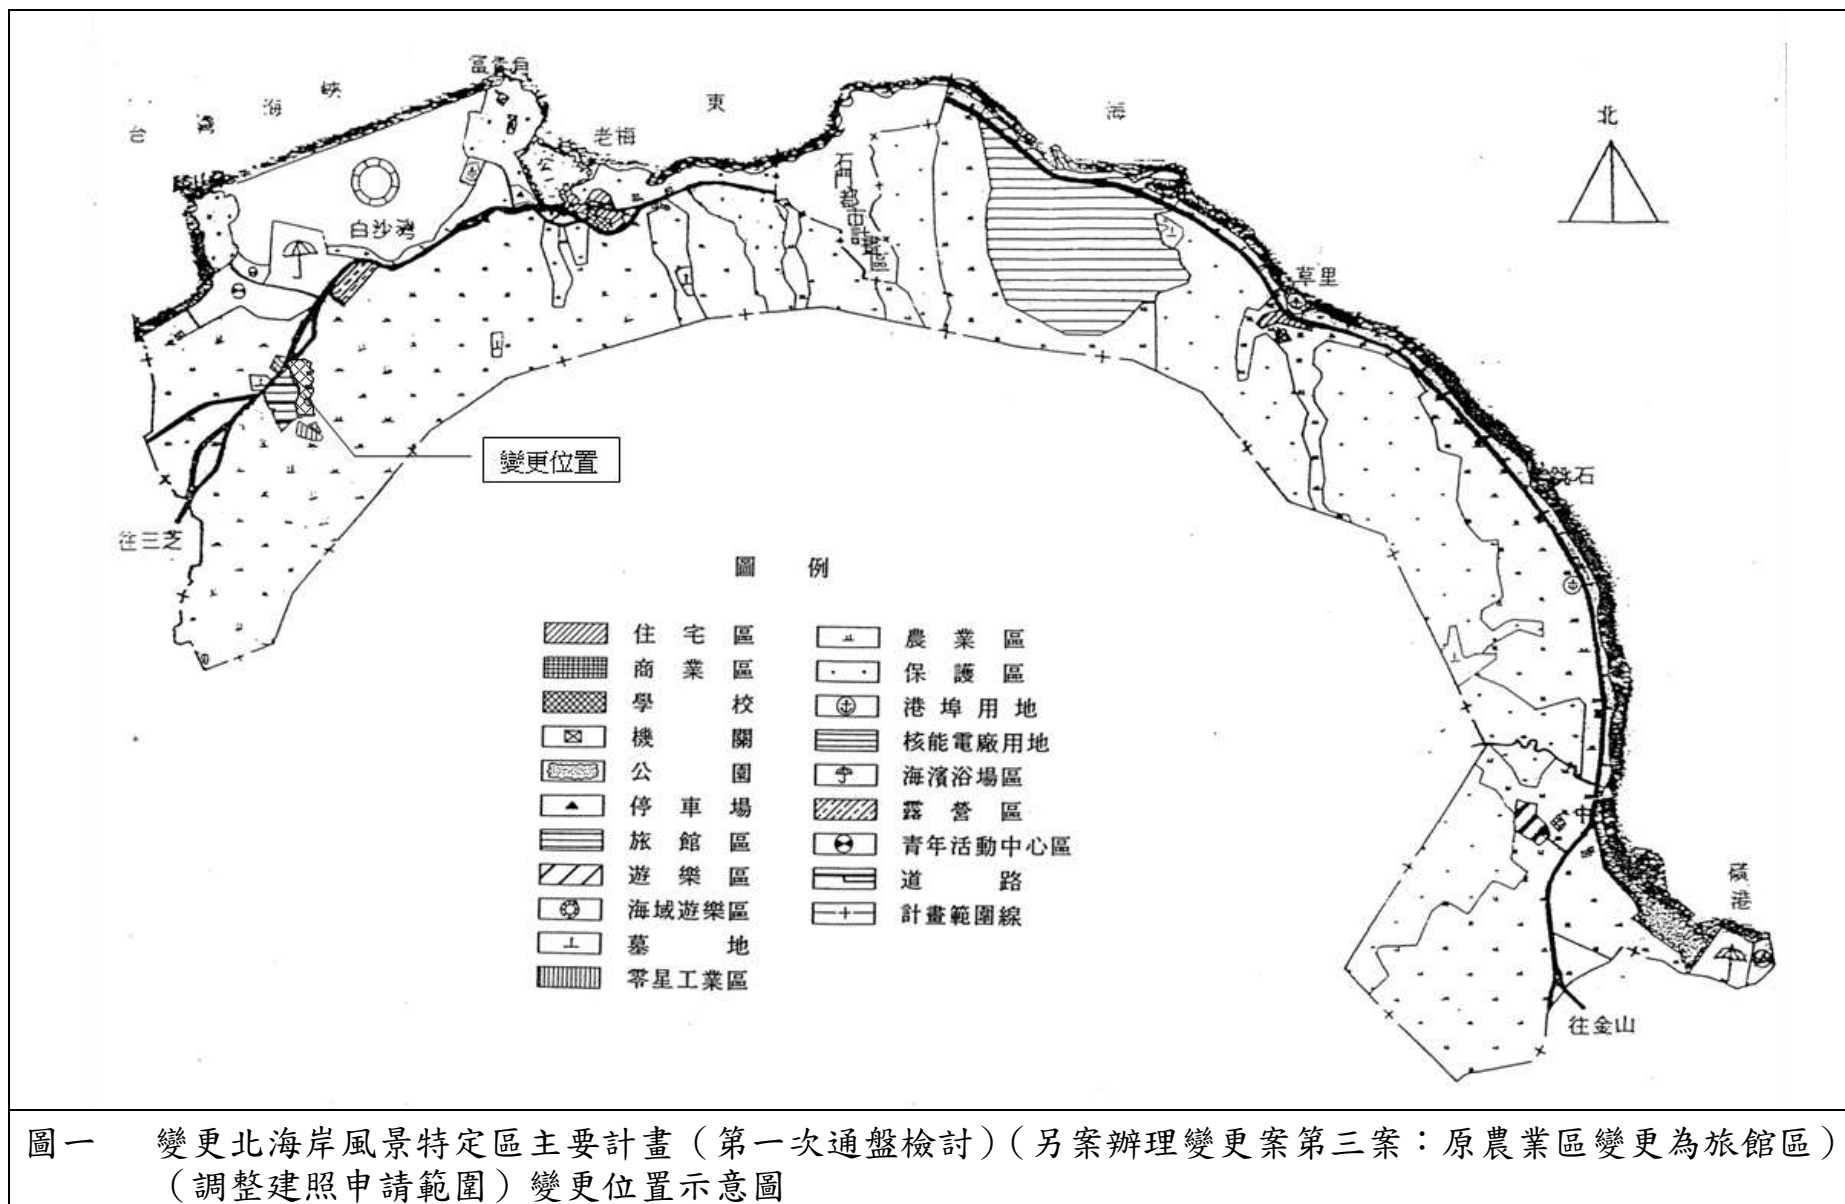 富貴角
台灣海峽
東
海
北
老梅
石門都市計畫範圍
白沙灣
草里
跳石
變更位置
往三芝
磺港
往金山
圖例
住宅區
商業區
學校
機關
公園
停車場
旅館區
遊樂區
海域遊樂區
墓地
零星工業區
農業區
保護區
港埠用地
核能電廠用地
海濱浴場區
露營區
青年活動中心區
道路
計畫範圍線
圖一 變更北海岸風景特定區主要計畫（第一次通盤檢討）（另案辦理變更案第三案：原農業區變更為旅館區）
（調整建照申請範圍）變更位置示意圖